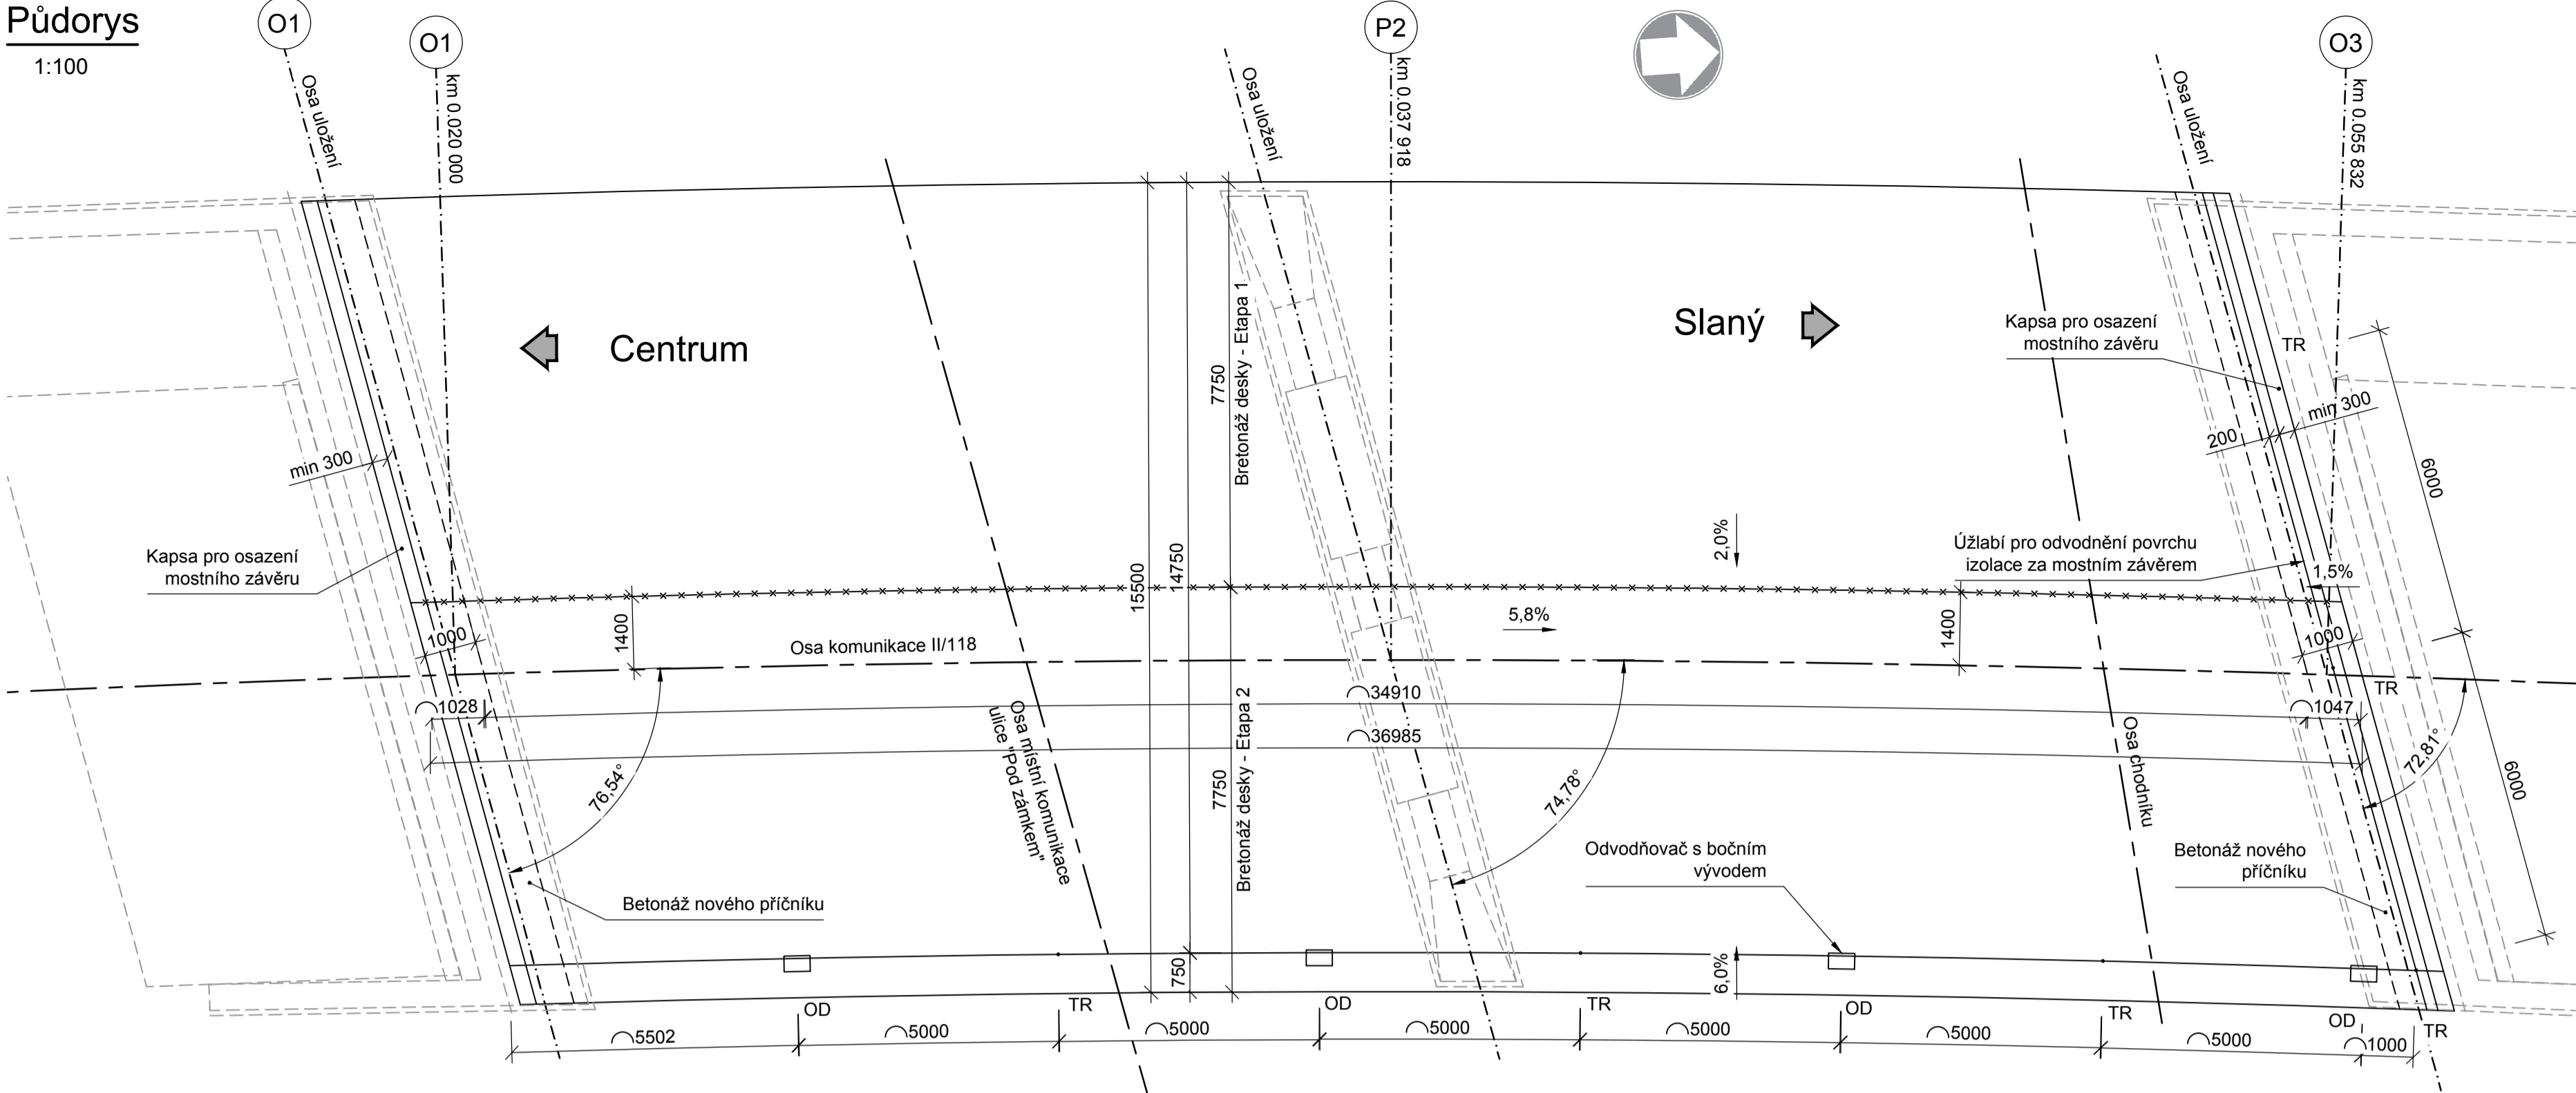 Půdorys
1:100
O1
O1
P2
O3
Osa uložení
km 0.020 000
Osa uložení
km 0.037 918
Osa uložení
km 0.055 832
Centrum
Slaný
Kapsa pro osazení
mostního závěru
TR
min 300
200
6000
7750
Bretonáž desky - Etapa 1
min 300
Kapsa pro osazení
mostního závěru
15500
14750
2,0%
Úžlabí pro odvodnění povrchu
izolace za mostním závěrem
1,5%
1000
1400
Osa komunikace II/118
5,8%
1400
1000
TR
1028
34910
1047
36985
76,54°
Osa místní komunikace
ulice "Pod zámkem"
7750
Bretonáž desky - Etapa 2
74,78°
Osa chodníku
72,81°
6000
Betonáž nového příčníku
Odvodňovač s bočním
vývodem
Betonáž nového
příčníku
750
6,0%
OD
TR
OD
TR
OD
TR
OD
TR
5502
5000
5000
5000
5000
5000
5000
1000